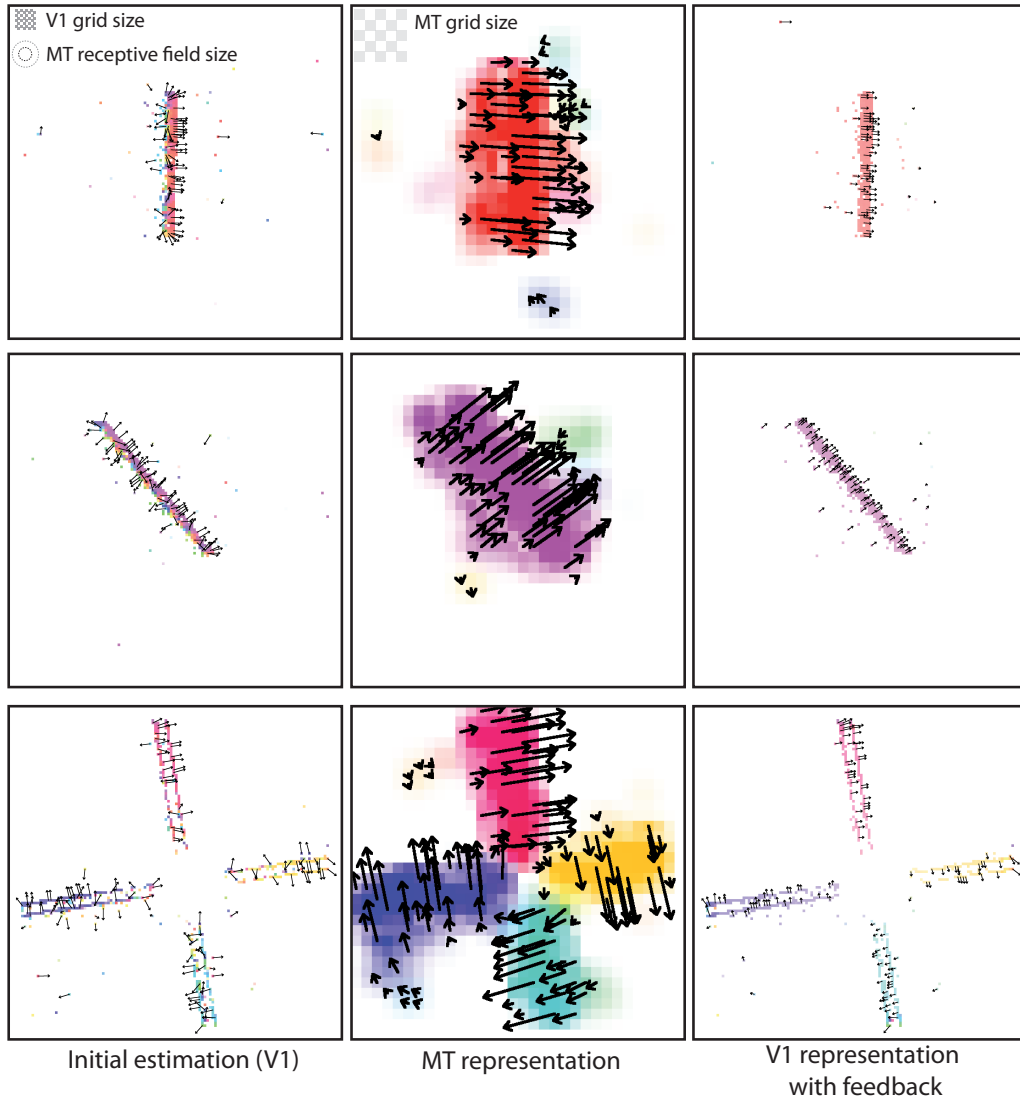 V1 grid size
MT receptive field size
MT grid size
Initial estimation (V1)
MT representation
V1 representation
with feedback